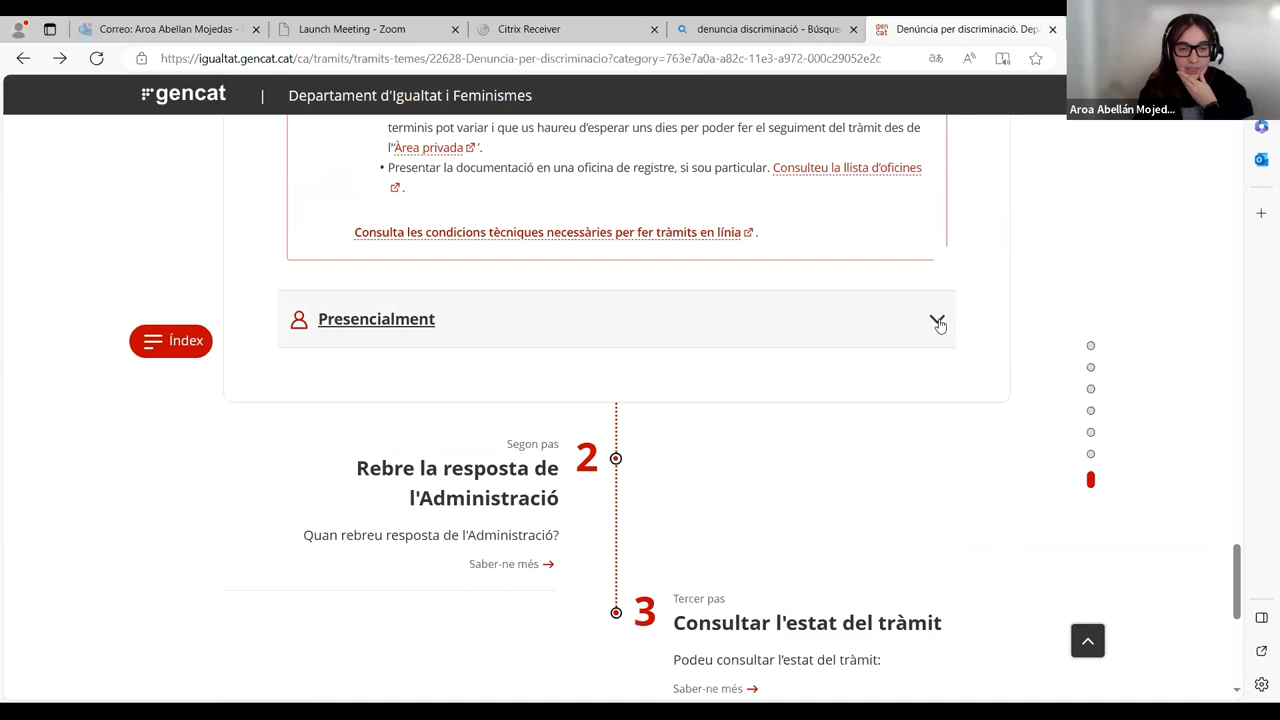 Correo: Aroa Abellan Mojedas -
Launch Meeting - Zoom
Citrix Receiver
denuncia discriminació - Búsque
Denúncia per discriminació. Dep
https://igualtat.gencat.cat/ca/tramits/tramits-temes/22628-Denuncia-per-discriminacio?category=763e7a0a-a82c-11e3-a972-000c29052e2c
Aroa Abellán Mojed...
gencat | Departament d'Igualtat i Feminismes
terminis pot variar i que us haureu d'esperar uns dies per poder fer el seguiment del tràmit des de
l'"Àrea privada".
• Presentar la documentació en una oficina de registre, si sou particular. Consulteu la llista d'oficines
.
Consulta les condicions tècniques necessàries per fer tràmits en línia .
Presencialment
Índex
Segon pas
2
Rebre la resposta de
l'Administració
Quan rebreu resposta de l'Administració?
Saber-ne més →
Tercer pas
3
Consultar l'estat del tràmit
Podeu consultar l'estat del tràmit:
Saber-ne més →